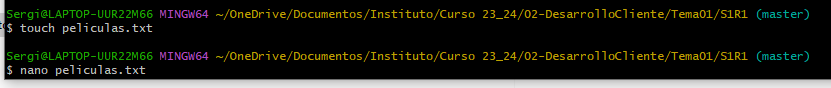 Sergi@LAPTOP-UUR22M66 MINGW64 ~/OneDrive/Documentos/Instituto/Curso 23_24/02-DesarrolloCliente/Tema01/S1R1 (master)
$ touch peliculas.txt
Sergi@LAPTOP-UUR22M66 MINGW64 ~/OneDrive/Documentos/Instituto/Curso 23_24/02-DesarrolloCliente/Tema01/S1R1 (master)
$ nano peliculas.txt